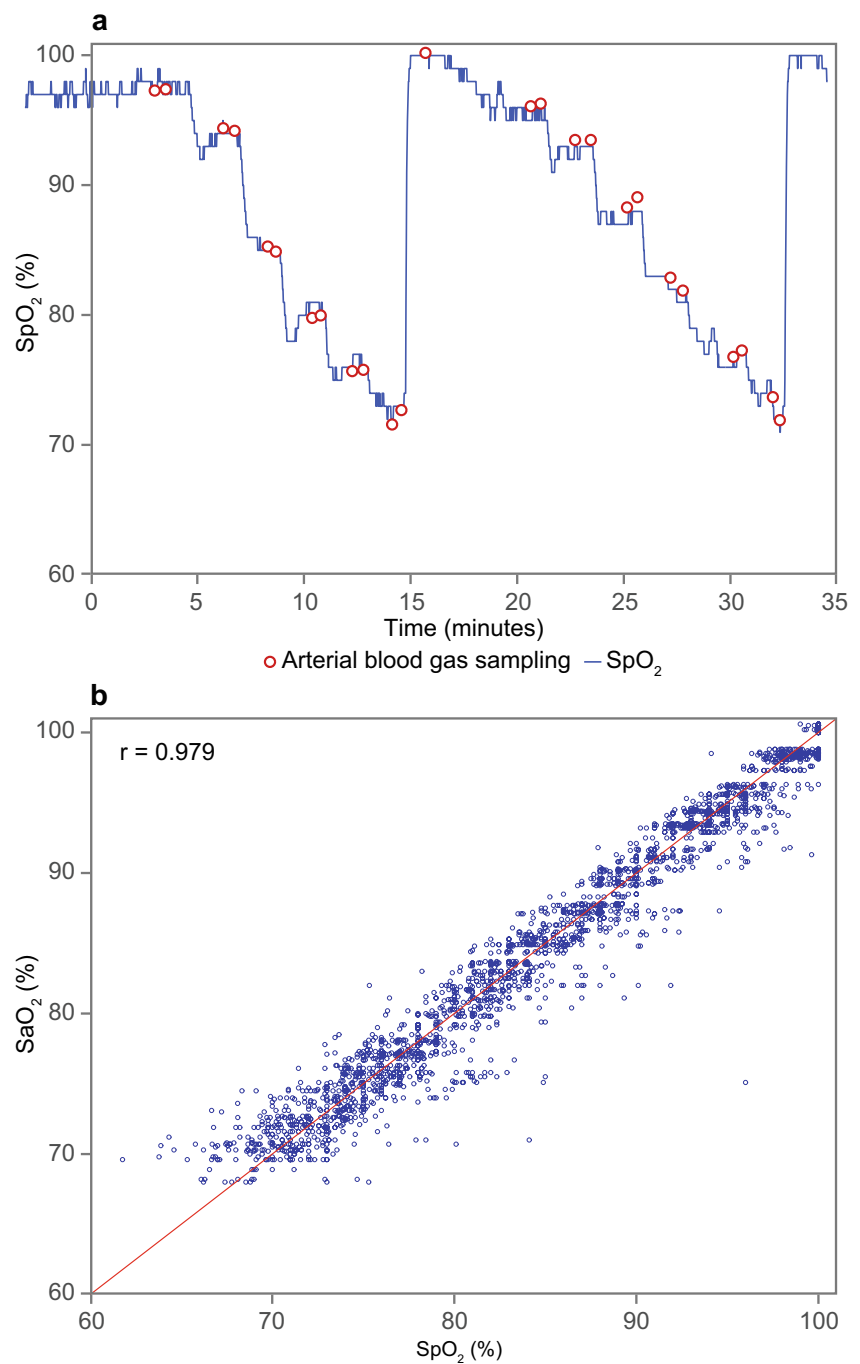 a
100
90
80
70
60
SpO₂ (%)
0 5 10 15 20 25 30 35
Time (minutes)
Arterial blood gas sampling SpO₂
b
r = 0.979
100
90
80
70
60
SaO₂ (%)
60 70 80 90 100
SpO₂ (%)